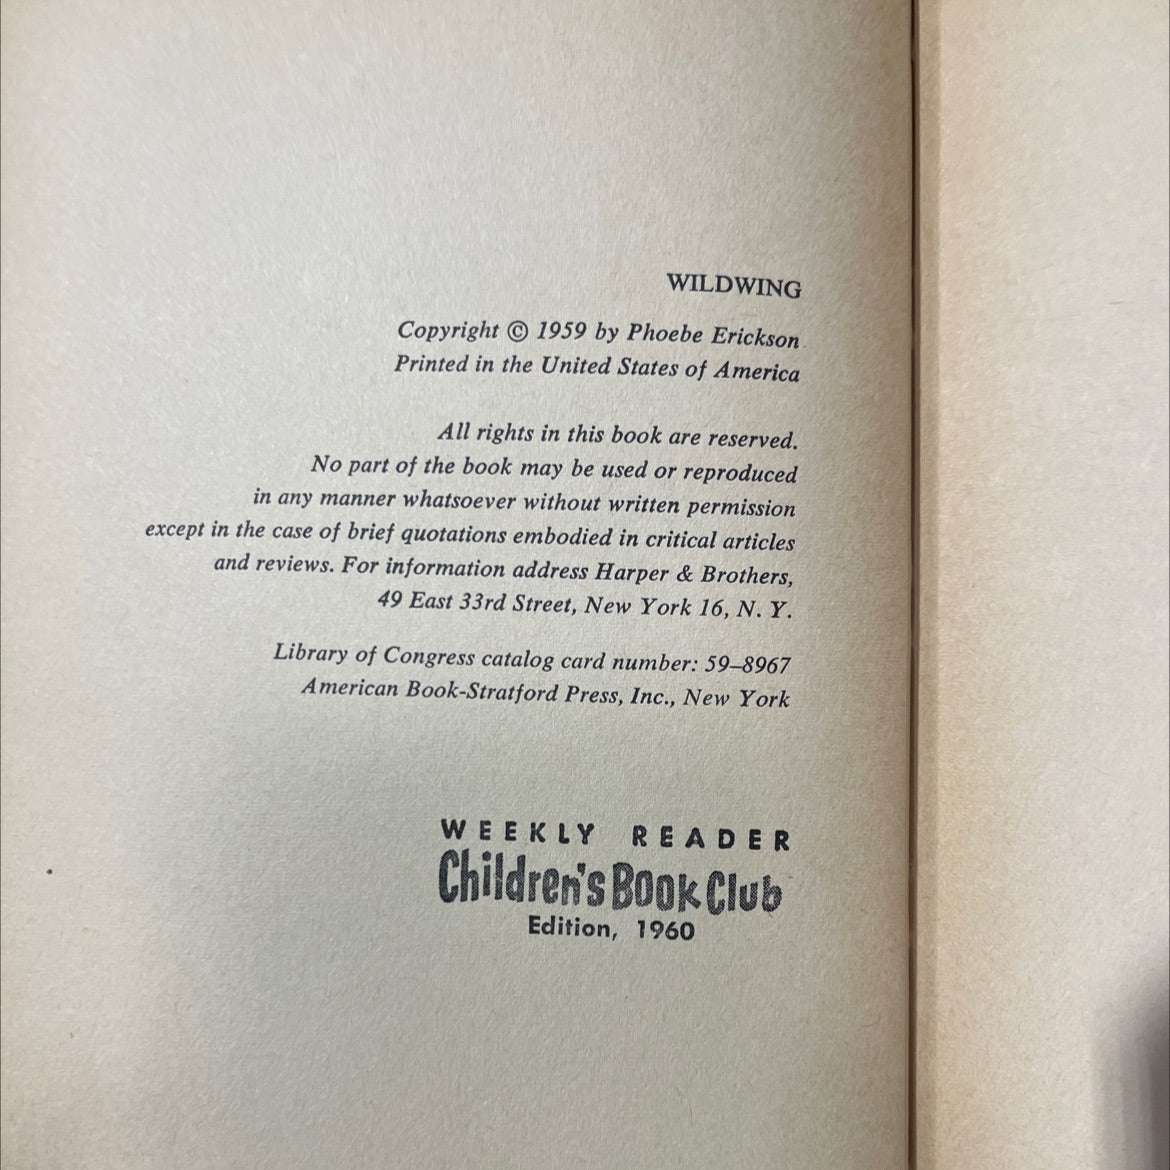 WILDWING
Copyright © 1959 by Phoebe Erickson
Printed in the United States of America
All rights in this book are reserved.
No part of the book may be used or reproduced
in any manner whatsoever without written permission
except in the case of brief quotations embodied in critical articles
and reviews. For information address Harper & Brothers,
49 East 33rd Street, New York 16, N. Y.
Library of Congress catalog card number: 59–8967
American Book-Stratford Press, Inc., New York
WEEKLY READER
Children's Book Club
Edition, 1960